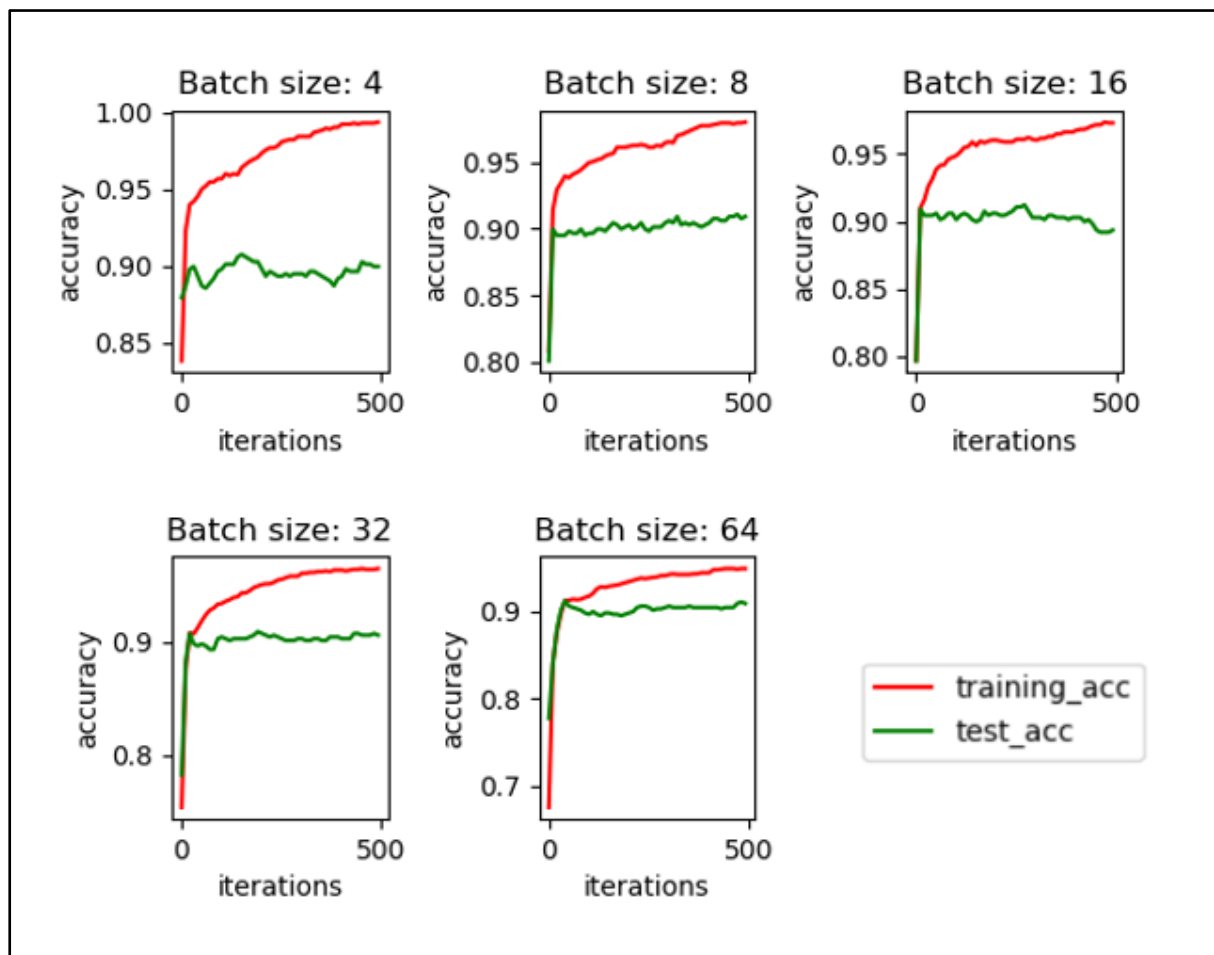 Batch size: 4
1.00
0.95
0.90
0.85
accuracy
0
500
iterations
Batch size: 8
0.95
0.90
0.85
0.80
accuracy
0
500
iterations
Batch size: 16
0.95
0.90
0.85
0.80
accuracy
0
500
iterations
Batch size: 32
0.9
0.8
accuracy
0
500
iterations
Batch size: 64
0.9
0.8
0.7
accuracy
0
500
iterations
training_acc
test_acc